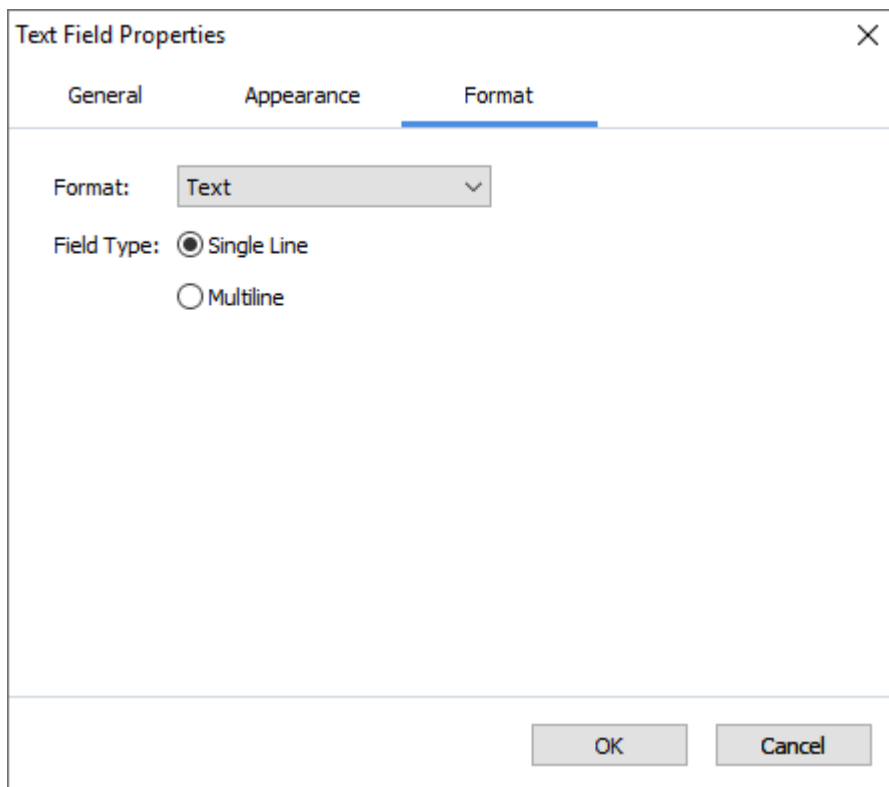 Text Field Properties
General Appearance Format
Format: Text
Field Type: Single Line
Multiline
OK Cancel